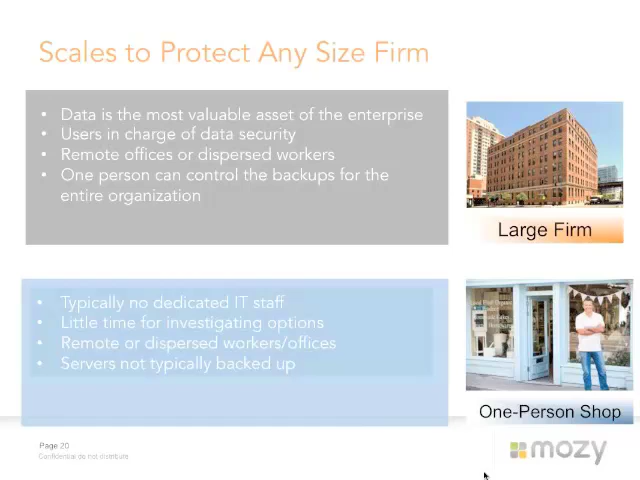 Scales to Protect Any Size Firm
• Data is the most valuable asset of the enterprise
• Users in charge of data security
• Remote offices or dispersed workers
• One person can control the backups for the
entire organization
Large Firm
• Typically no dedicated IT staff
• Little time for investigating options
• Remote or dispersed workers/offices
• Servers not typically backed up
One-Person Shop
Page 20
Confidential do not distribute
mozy